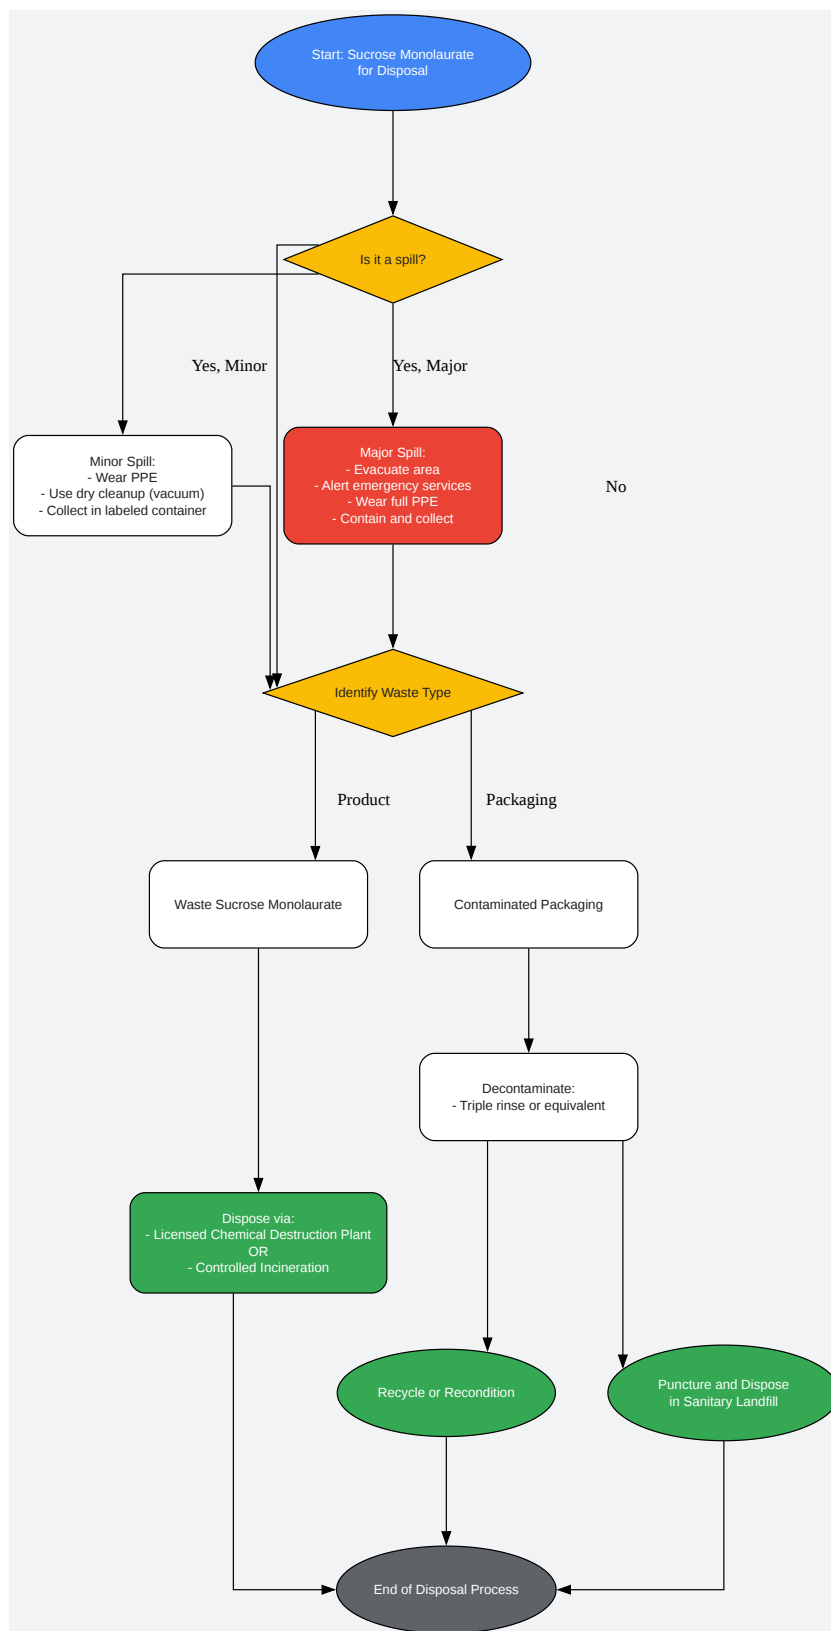 Start: Sucrose Monolaurate
for Disposal
Is it a spill?
Yes, Minor
Yes, Major
Minor Spill:
- Wear PPE
- Use dry cleanup (vacuum)
- Collect in labeled container
Major Spill:
- Evacuate area
- Alert emergency services
- Wear full PPE
- Contain and collect
No
Identify Waste Type
Product
Packaging
Waste Sucrose Monolaurate
Contaminated Packaging
Decontaminate:
- Triple rinse or equivalent
Dispose via:
- Licensed Chemical Destruction Plant
OR
- Controlled Incineration
Recycle or Recondition
Puncture and Dispose
in Sanitary Landfill
End of Disposal Process